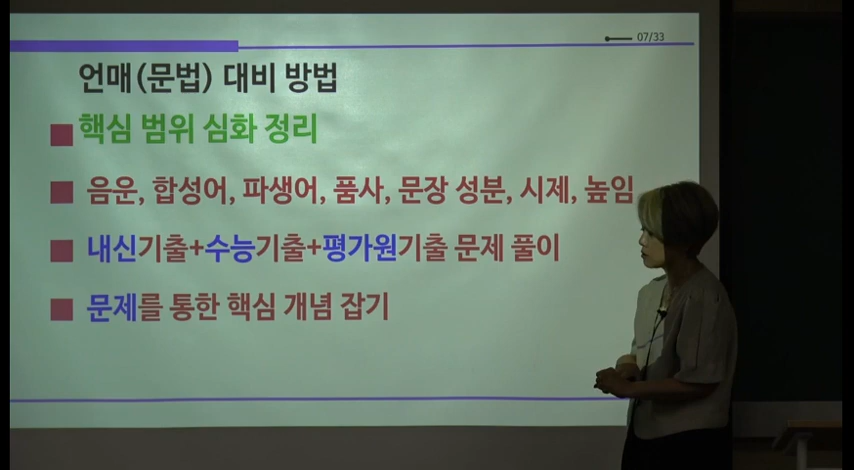 07/33
언매(문법) 대비 방법
핵심 범위 심화 정리
음운, 합성어, 파생어, 품사, 문장 성분, 시제, 높임
내신기출+수능기출+평가원기출 문제 풀이
문제를 통한 핵심 개념 잡기